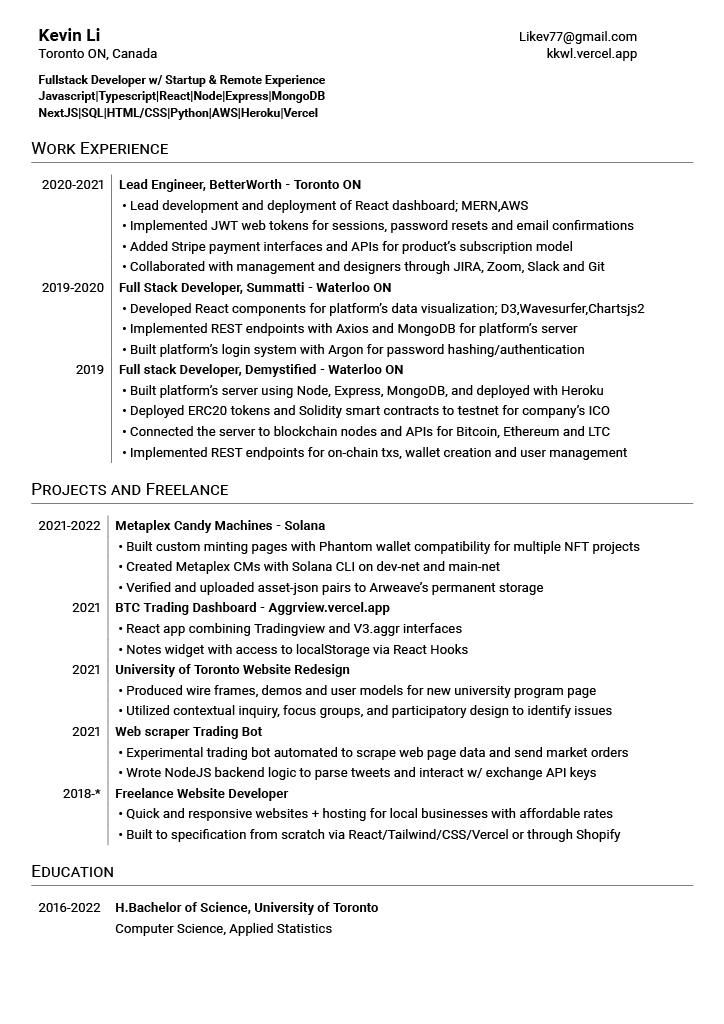 Kevin Li
Likev77@gmail.com
Toronto ON, Canada
kkwl.vercel.app
Fullstack Developer w/ Startup & Remote Experience
Javascript|Typescript|React|Node|Express|MongoDB
NextJS|SQL|HTML/CSS|Python|AWS|Heroku|Vercel
WORK EXPERIENCE
2020-2021 Lead Engineer, BetterWorth - Toronto ON
• Lead development and deployment of React dashboard; MERN,AWS
• Implemented JWT web tokens for sessions, password resets and email confirmations
• Added Stripe payment interfaces and APIs for product's subscription model
• Collaborated with management and designers through JIRA, Zoom, Slack and Git
2019-2020 Full Stack Developer, Summatti - Waterloo ON
• Developed React components for platform's data visualization; D3,Wavesurfer,Chartsjs2
• Implemented REST endpoints with Axios and MongoDB for platform's server
• Built platform's login system with Argon for password hashing/authentication
2019 Full stack Developer, Demystified - Waterloo ON
• Built platform's server using Node, Express, MongoDB, and deployed with Heroku
• Deployed ERC20 tokens and Solidity smart contracts to testnet for company's ICO
• Connected the server to blockchain nodes and APIs for Bitcoin, Ethereum and LTC
• Implemented REST endpoints for on-chain txs, wallet creation and user management
PROJECTS AND FREELANCE
2021-2022 Metaplex Candy Machines - Solana
• Built custom minting pages with Phantom wallet compatibility for multiple NFT projects
• Created Metaplex CMs with Solana CLI on dev-net and main-net
• Verified and uploaded asset-json pairs to Arweave's permanent storage
2021 BTC Trading Dashboard - Aggrview.vercel.app
• React app combining Tradingview and V3.aggr interfaces
• Notes widget with access to localStorage via React Hooks
2021 University of Toronto Website Redesign
• Produced wire frames, demos and user models for new university program page
• Utilized contextual inquiry, focus groups, and participatory design to identify issues
2021 Web scraper Trading Bot
• Experimental trading bot automated to scrape web page data and send market orders
• Wrote NodeJS backend logic to parse tweets and interact w/ exchange API keys
2018-* Freelance Website Developer
• Quick and responsive websites + hosting for local businesses with affordable rates
• Built to specification from scratch via React/Tailwind/CSS/Vercel or through Shopify
EDUCATION
2016-2022 H.Bachelor of Science, University of Toronto
Computer Science, Applied Statistics